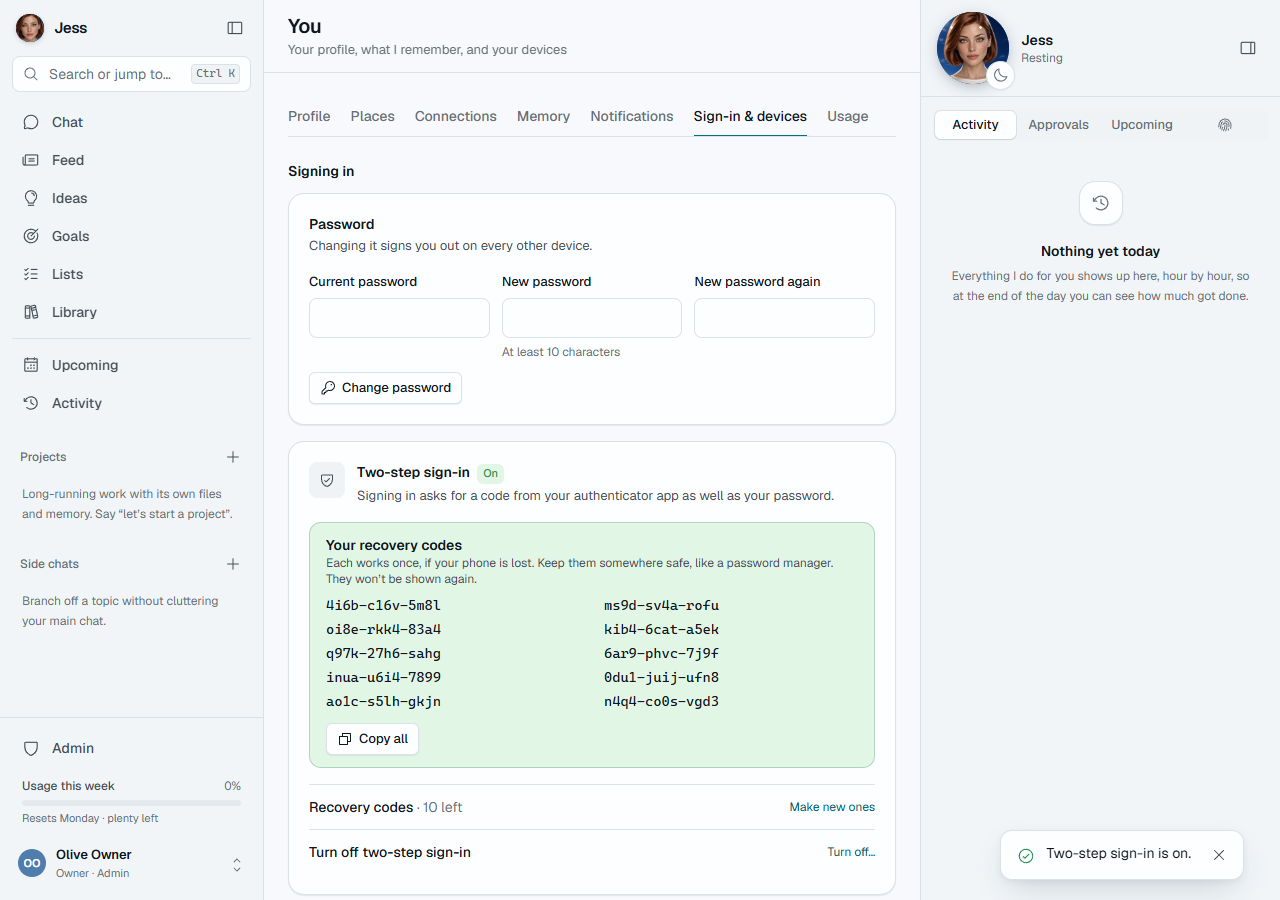 Jess
Search or jump to...
Ctrl K
Chat
Feed
Ideas
Goals
Lists
Library
Upcoming
Activity
Projects
Long-running work with its own files
and memory. Say “let’s start a project”.
Side chats
Branch off a topic without cluttering
your main chat.
Admin
Usage this week 0%
Resets Monday · plenty left
OO
Olive Owner
Owner · Admin
You
Your profile, what I remember, and your devices
Profile Places Connections Memory Notifications Sign-in & devices Usage
Signing in
Password
Changing it signs you out on every other device.
Current password New password New password again
At least 10 characters
Change password
Two-step sign-in On
Signing in asks for a code from your authenticator app as well as your password.
Your recovery codes
Each works once, if your phone is lost. Keep them somewhere safe, like a password manager.
They won’t be shown again.
4i6b-c16v-5m8l ms9d-sv4a-rofu
oi8e-rkk4-83a4 kib4-6cat-a5ek
q97k-27h6-sahg 6ar9-phvc-7j9f
inua-u6i4-7899 0du1-juij-ufn8
ao1c-s5lh-gkjn n4q4-co0s-vgd3
Copy all
Recovery codes · 10 left Make new ones
Turn off two-step sign-in Turn off...
Jess
Resting
Activity Approvals Upcoming
Nothing yet today
Everything I do for you shows up here, hour by hour, so
at the end of the day you can see how much got done.
Two-step sign-in is on.